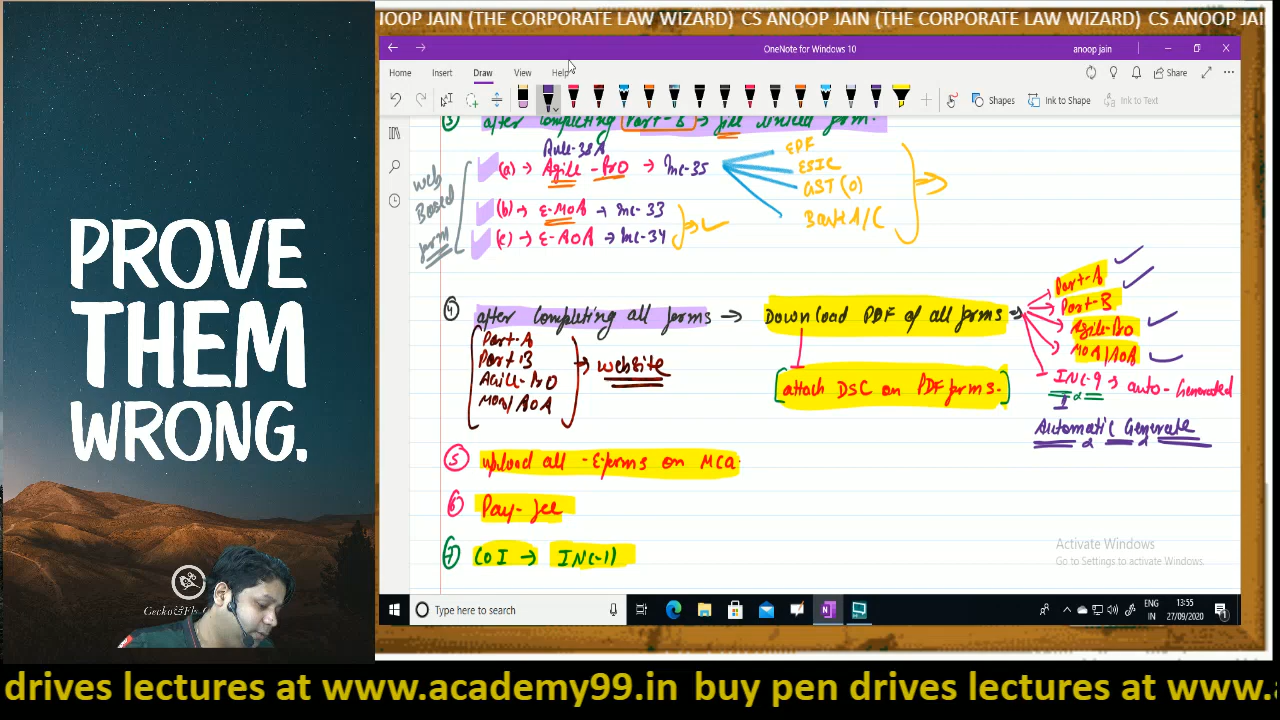 NOOP JAIN (THE CORPORATE LAW WIZARD) CS ANOOP JAIN (THE CORPORATE LAW WIZARD) CS ANOOP JAI
OneNote for Windows 10
anoop jain
Home Insert Draw View Help
Share
Shapes Ink to Shape Ink to Text
③ after completing Part-B → fill linked form.
Rule-38A
(a) → Agile-Pro → Inc-35
EPF
ESIC
GST (O)
Bank A/C
Web
Based
form
(b) → E-MOA → Inc-33
(c) → E-AOA → Inc-34
④ after completing all forms → Download PDF of all forms →
Part-A
Part-B
Agile-Pro
MOA/AOA
INC-9 → auto-Generated
Automatic Generate
Part-A
Part-B
Agile-Pro
MOA/AOA
→ website
attach DSC on PDF forms.
⑤ upload all -Eforms on MCA
⑥ Pay-fee
⑦ COI → INC-11
Activate Windows
Go to Settings to activate Windows.
Type here to search
ENG
IN
13:55
27/09/2020
PROVE
THEM
WRONG.
drives lectures at www.academy99.in buy pen drives lectures at www.